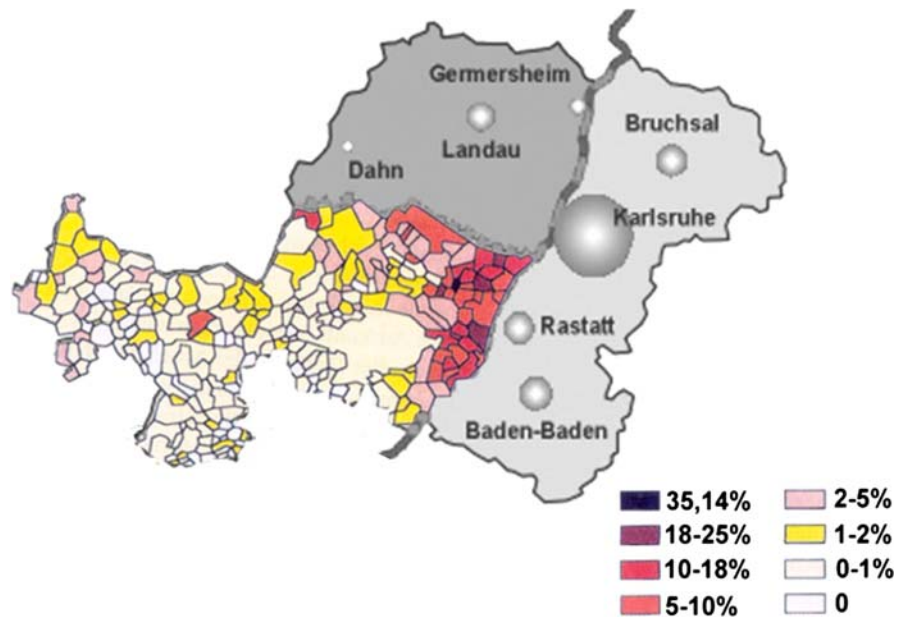 Germersheim
Landau
Dahn
Bruchsal
Karlsruhe
Rastatt
Baden-Baden
35,14%
18-25%
10-18%
5-10%
2-5%
1-2%
0-1%
0